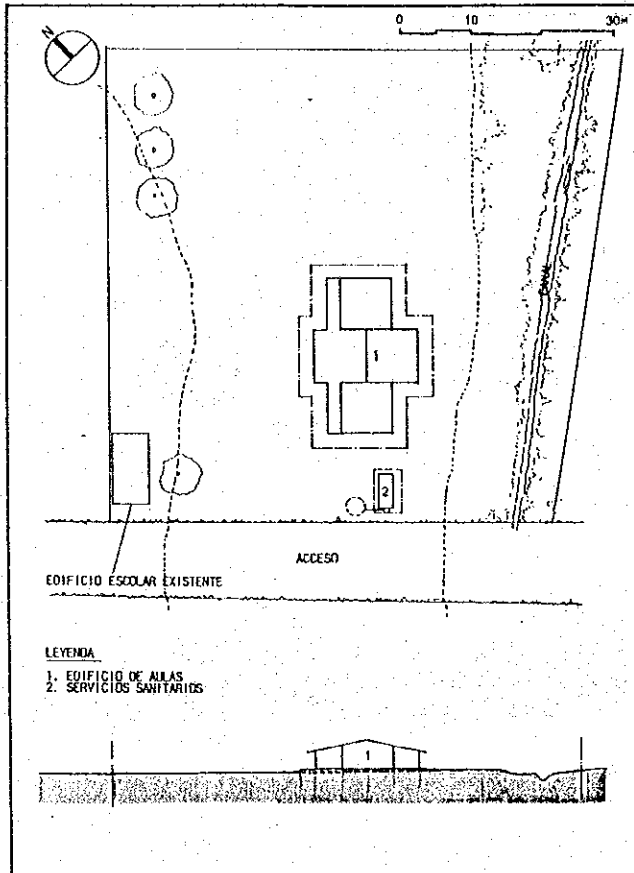 N
0 10 30M
1
2
ACCESO
EDIFICIO ESCOLAR EXISTENTE
LEYENDA
1. EDIFICIO DE AULAS
2. SERVICIOS SANITARIOS
1